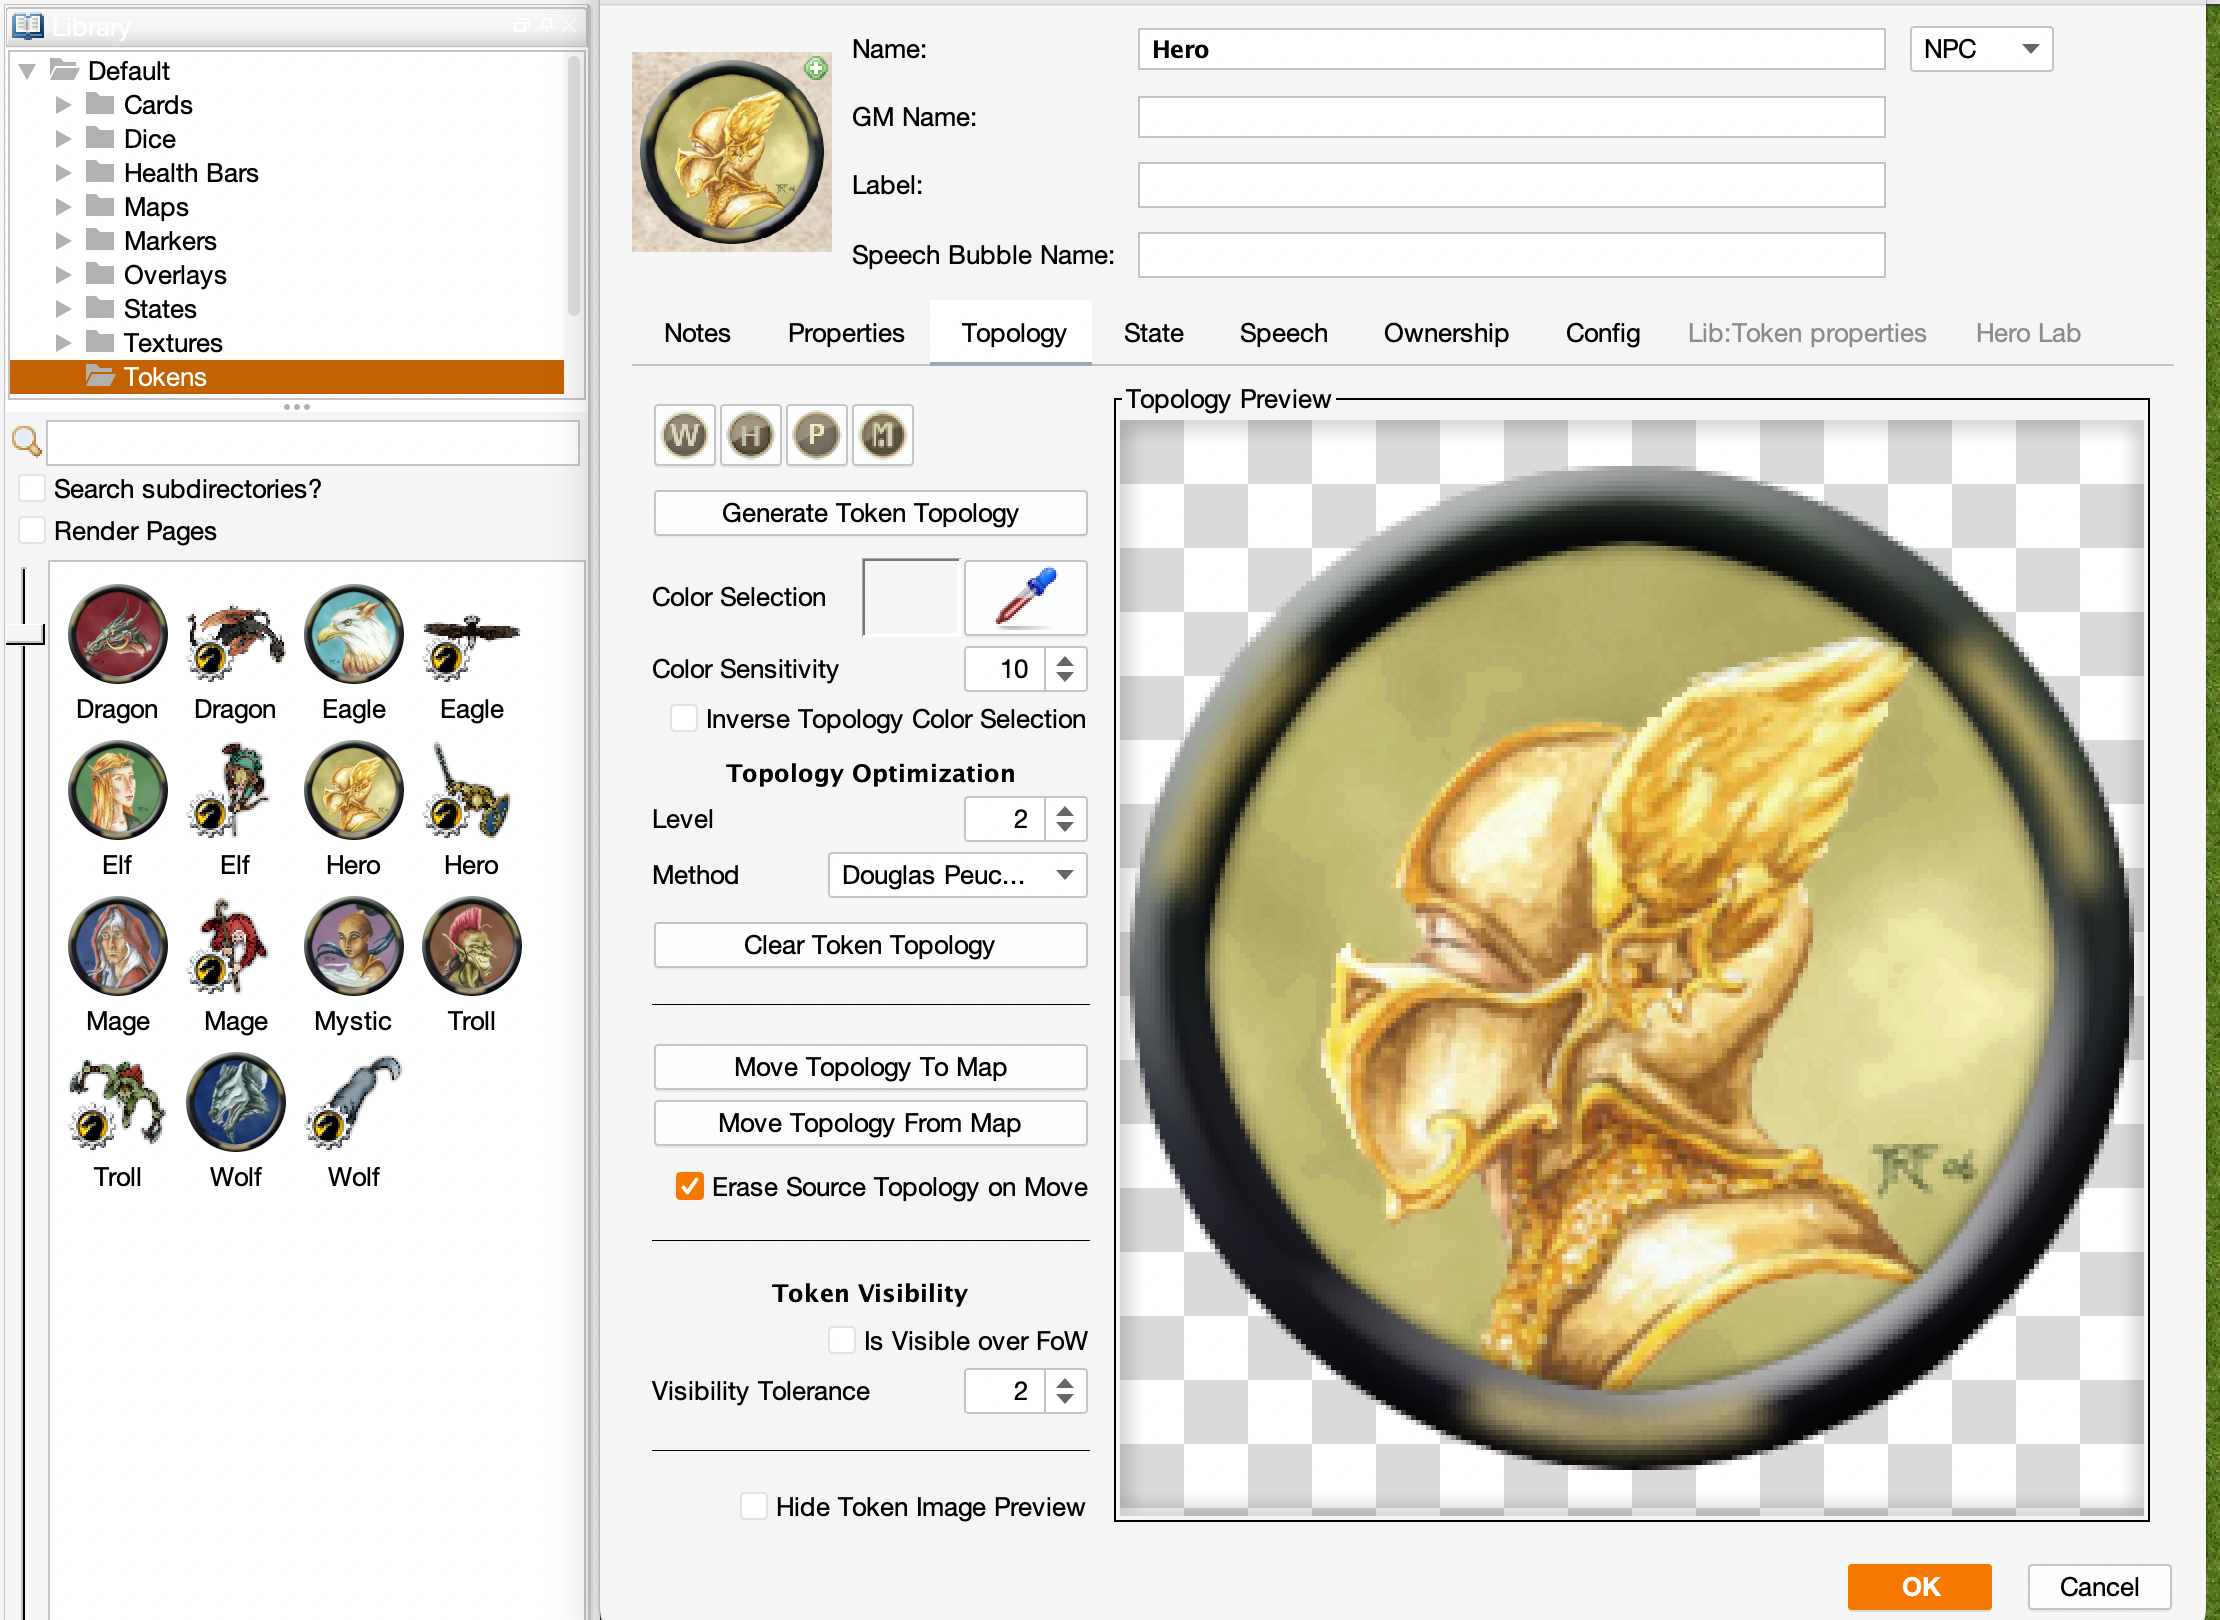 Library
Default
Cards
Dice
Health Bars
Maps
Markers
Overlays
States
Textures
Tokens
Search subdirectories?
Render Pages
Dragon Dragon Eagle Eagle
Elf Elf Hero Hero
Mage Mage Mystic Troll
Troll Wolf Wolf
Name: Hero NPC
GM Name:
Label:
Speech Bubble Name:
Notes Properties Topology State Speech Ownership Config Lib:Token properties Hero Lab
W H P M
Generate Token Topology
Color Selection
Color Sensitivity 10
Inverse Topology Color Selection
Topology Optimization
Level 2
Method Douglas Peuc...
Clear Token Topology
Move Topology To Map
Move Topology From Map
Erase Source Topology on Move
Token Visibility
Is Visible over FoW
Visibility Tolerance 2
Hide Token Image Preview
Topology Preview
OK Cancel